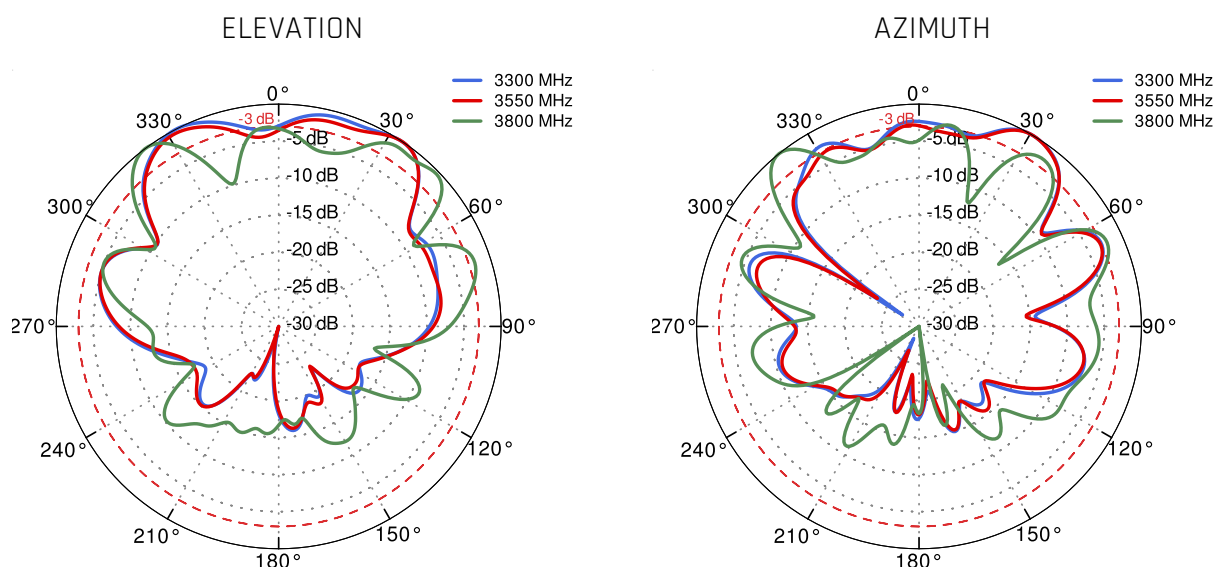 ELEVATION
3300 MHz
3550 MHz
3800 MHz
0°
330°
-3 dB
30°
-5 dB
-10 dB
300°
60°
-15 dB
-20 dB
-25 dB
270°
-30 dB
90°
240°
120°
210°
150°
180°
AZIMUTH
3300 MHz
3550 MHz
3800 MHz
0°
330°
-3 dB
30°
-5 dB
-10 dB
300°
60°
-15 dB
-20 dB
-25 dB
270°
-30 dB
90°
240°
120°
210°
150°
180°